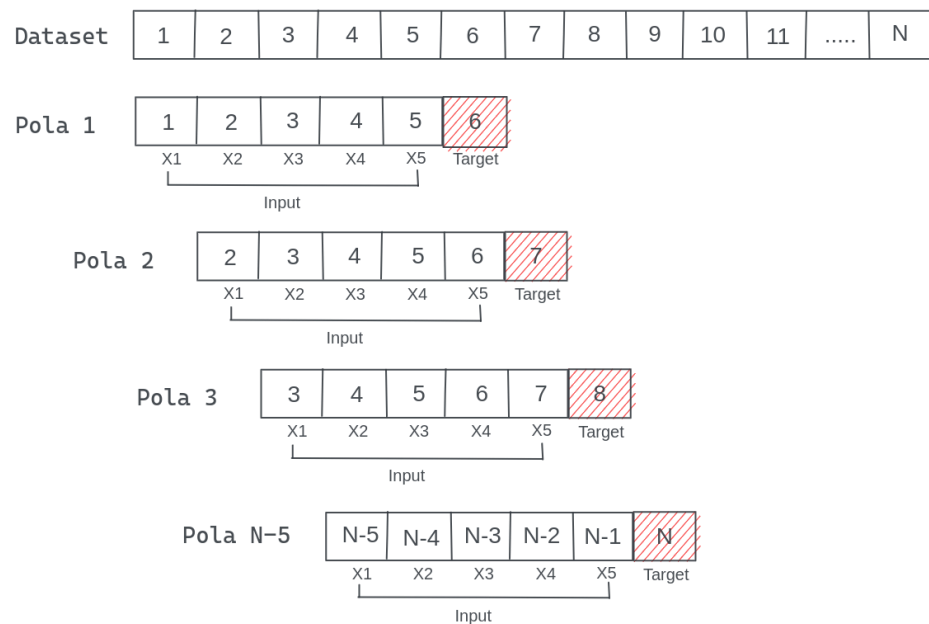 Dataset 1 2 3 4 5 6 7 8 9 10 11 ..... N
Pola 1 1 2 3 4 5 6
X1 X2 X3 X4 X5 Target
Input
Pola 2 2 3 4 5 6 7
X1 X2 X3 X4 X5 Target
Input
Pola 3 3 4 5 6 7 8
X1 X2 X3 X4 X5 Target
Input
Pola N-5 N-5 N-4 N-3 N-2 N-1 N
X1 X2 X3 X4 X5 Target
Input